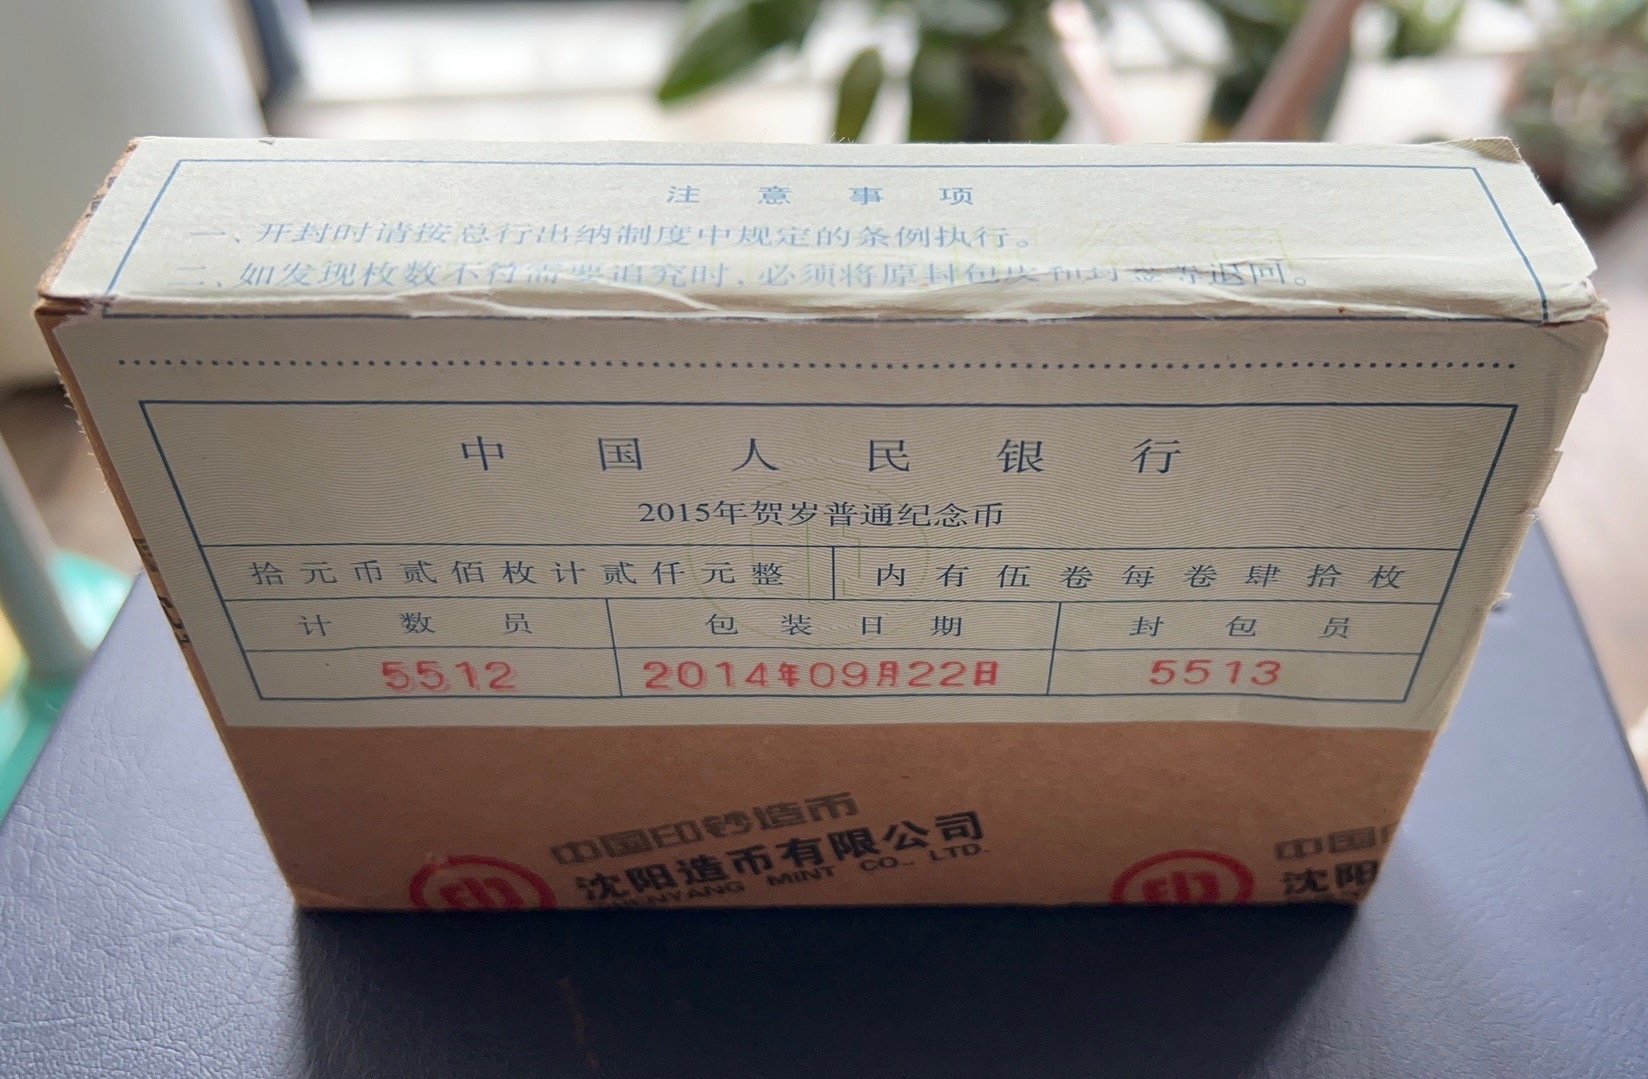 注意事项
一、开封时请按总行出纳制度中规定的条例执行。
二、如发现枚数不符需要追究时、必须将原封包皮和封签等退回。
中国人民银行
2015年贺岁普通纪念币
拾元币贰佰枚计贰仟元整 内有伍卷每卷肆拾枚
计数员 包装日期 封包员
5512 2014年09月22日 5513
中国印钞造币
沈阳造币有限公司
SHENYANG MINT CO., LTD.
中国印
沈阳